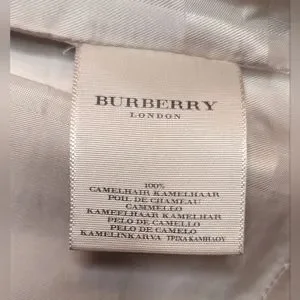 BURBERRY
LONDON
100%
CAMELHAIR KAMELHAAR
POIL DE CHAMEAU
CAMMELLO
KAMEELHAAR KAMELHAR
PELO DE CAMELLO
PELO DE CAMELO
KAMELINKARVA ΤΡΙΧΑ ΚΑΜΗΛΟΥ